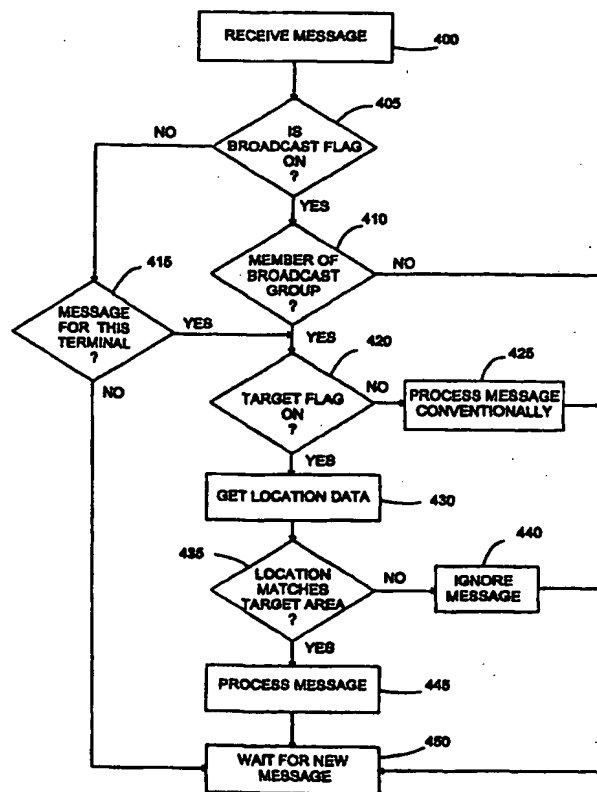 RECEIVE MESSAGE
400
405
NO
IS
BROADCAST FLAG
ON
?
YES
410
415
MEMBER OF
BROADCAST
GROUP
?
NO
MESSAGE
FOR THIS
TERMINAL
?
YES
YES
420
425
NO
TARGET FLAG
ON
?
NO
PROCESS MESSAGE
CONVENTIONALLY
YES
GET LOCATION DATA
430
435
440
LOCATION
MATCHES
TARGET AREA
?
NO
IGNORE
MESSAGE
YES
PROCESS MESSAGE
445
450
WAIT FOR NEW
MESSAGE